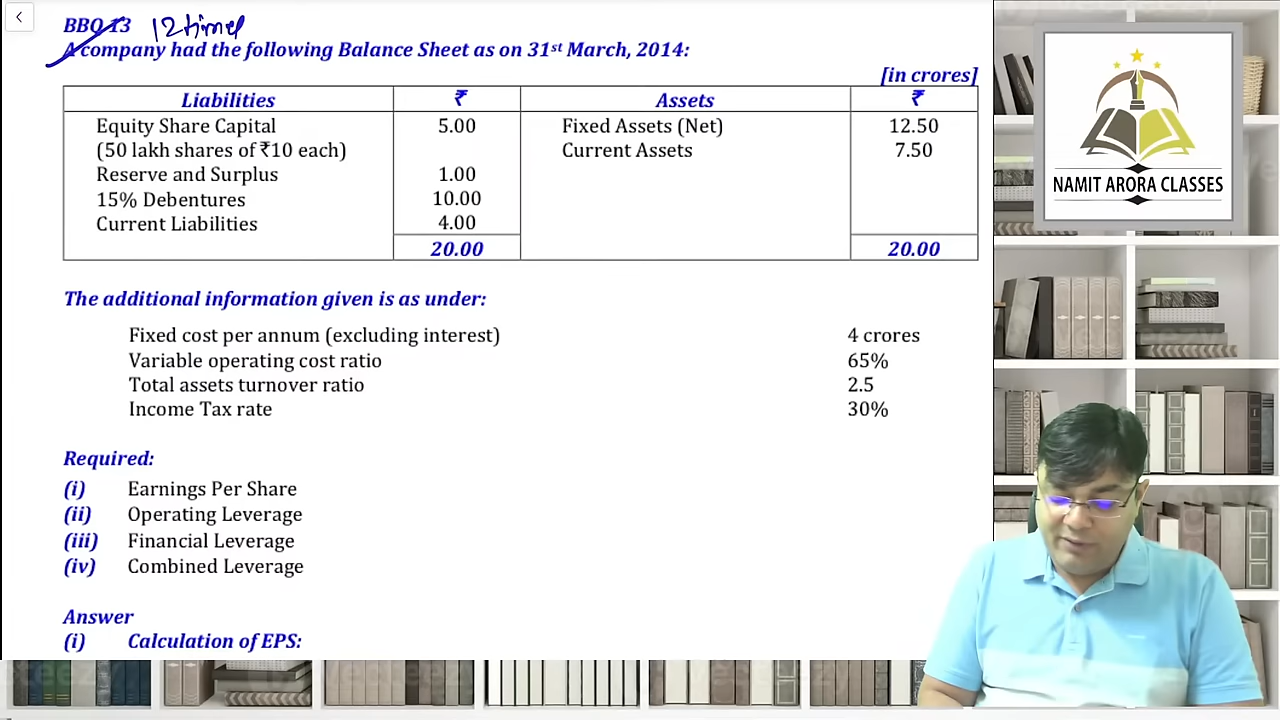 BBQ 13 12 times
A company had the following Balance Sheet as on 31st March, 2014:
[in crores]
Liabilities ₹ Assets ₹
Equity Share Capital 5.00 Fixed Assets (Net) 12.50
(50 lakh shares of ₹10 each) Current Assets 7.50
Reserve and Surplus 1.00
15% Debentures 10.00
Current Liabilities 4.00
20.00 20.00
The additional information given is as under:
Fixed cost per annum (excluding interest) 4 crores
Variable operating cost ratio 65%
Total assets turnover ratio 2.5
Income Tax rate 30%
Required:
(i) Earnings Per Share
(ii) Operating Leverage
(iii) Financial Leverage
(iv) Combined Leverage
Answer
(i) Calculation of EPS:
NAMIT ARORA CLASSES